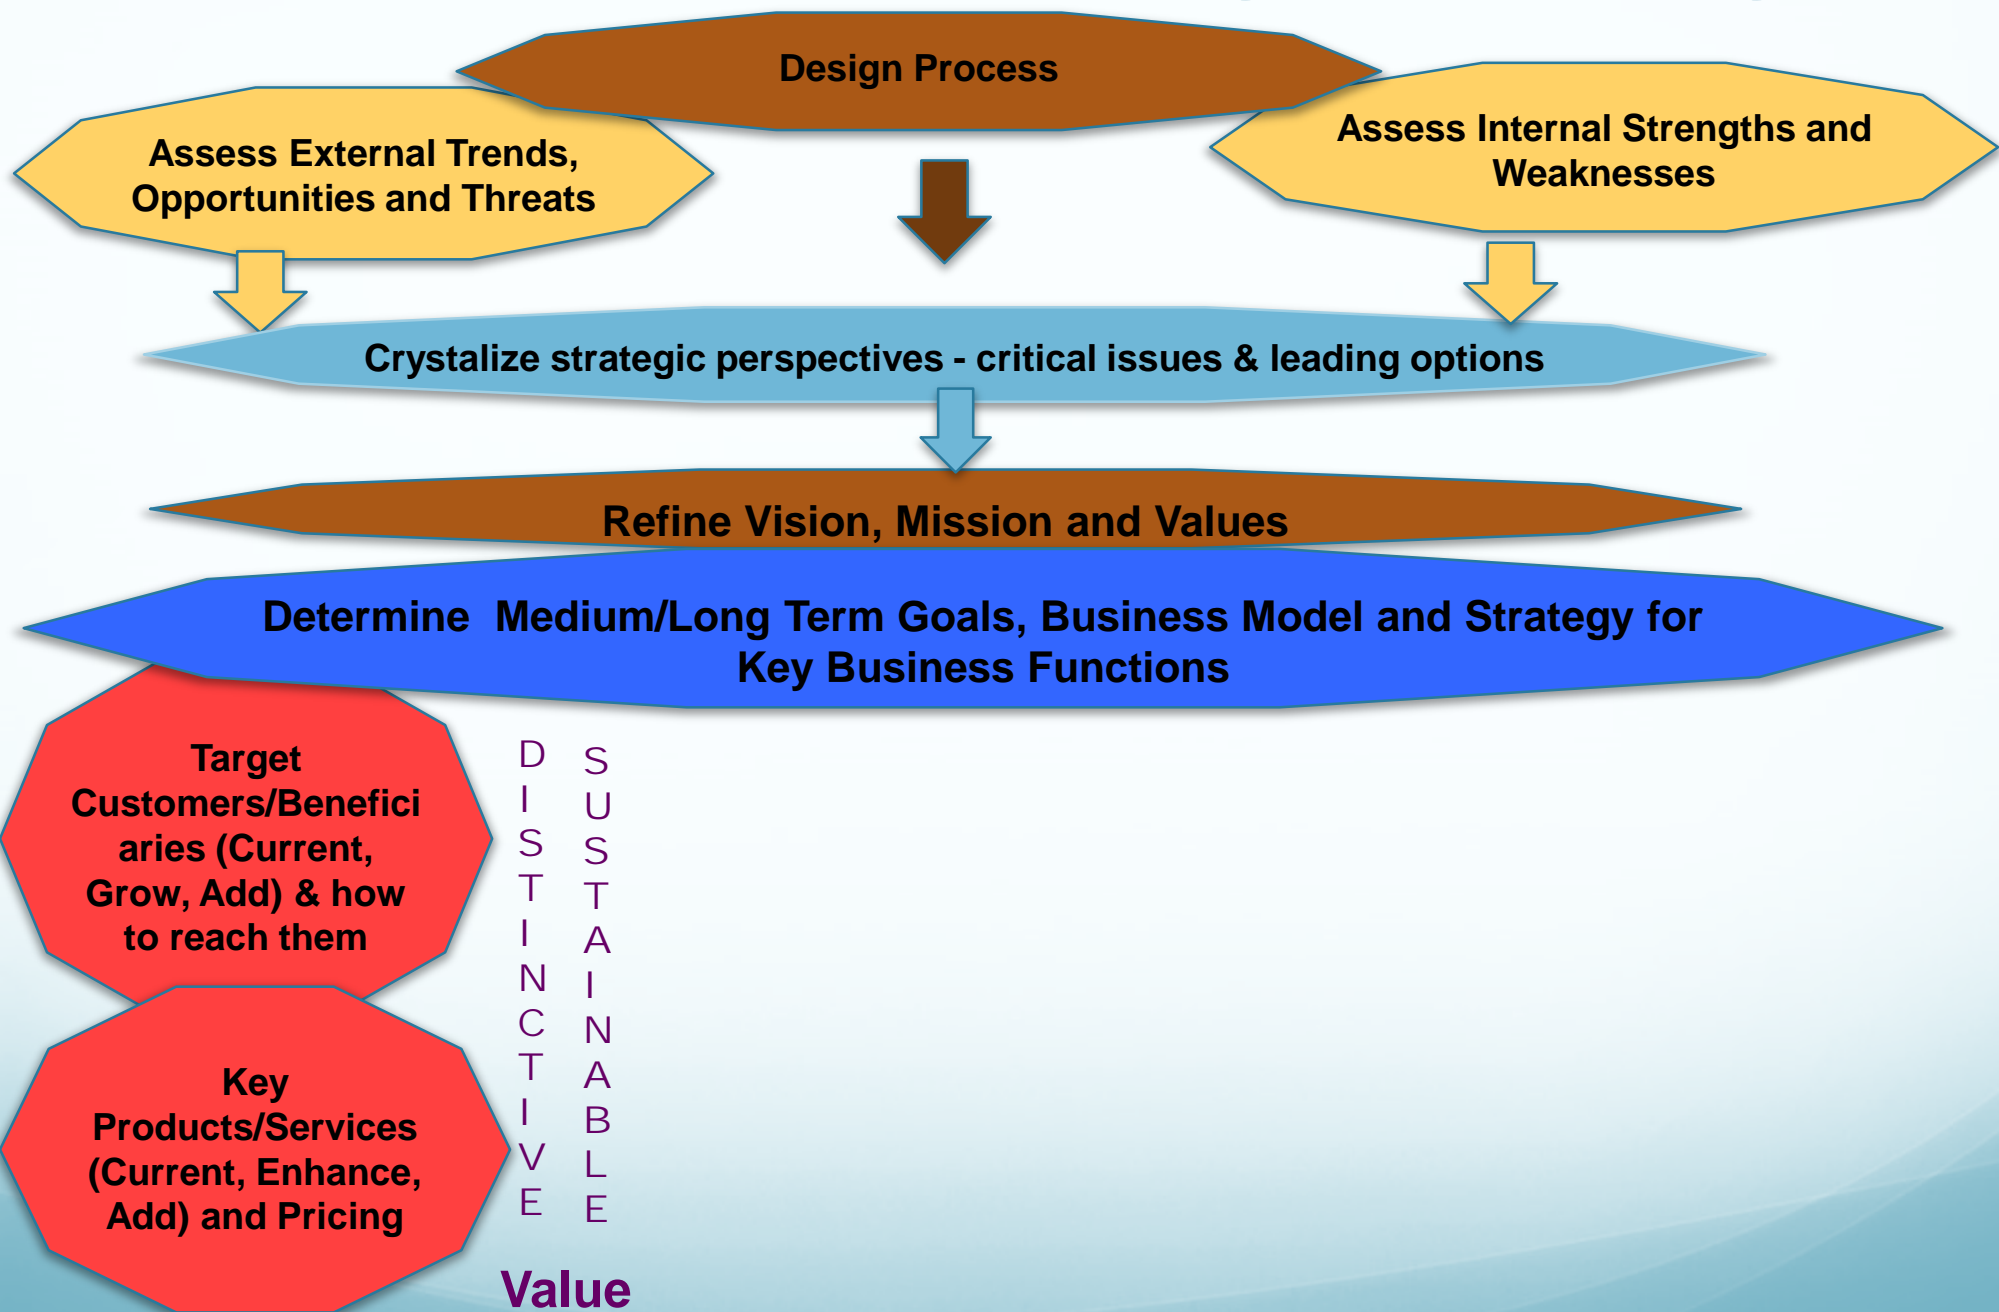 Design Process
Assess External Trends,
Opportunities and Threats
Assess Internal Strengths and
Weaknesses
Crystalize strategic perspectives - critical issues & leading options
Refine Vision, Mission and Values
Determine  Medium/Long Term Goals, Business Model and Strategy for
Key Business Functions
Target
Customers/Benefici
aries (Current,
Grow, Add) & how
to reach them
Key
Products/Services
(Current, Enhance,
Add) and Pricing
DISTINCTIVE
SUSTAINABLE
Value